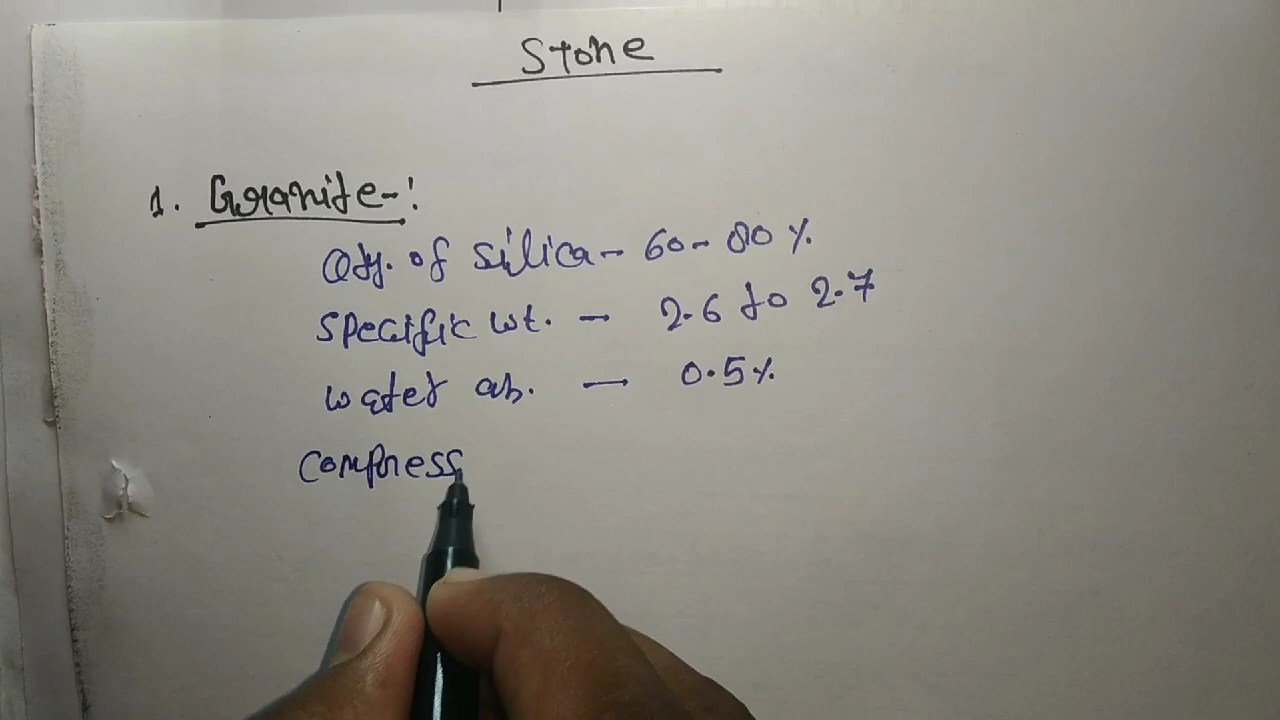 Stone
1. Granite-:
Qty. of silica - 60 - 80 %
specific wt. - 2.6 to 2.7
water ab. - 0.5%
compress